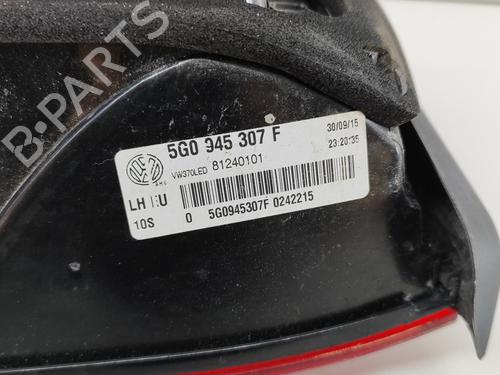 5G0 945 307 F
30/09/15
VW370LED 81240101
23:20:35
LH EU
10S
0 5G0945307F 0242215
B-PARTS